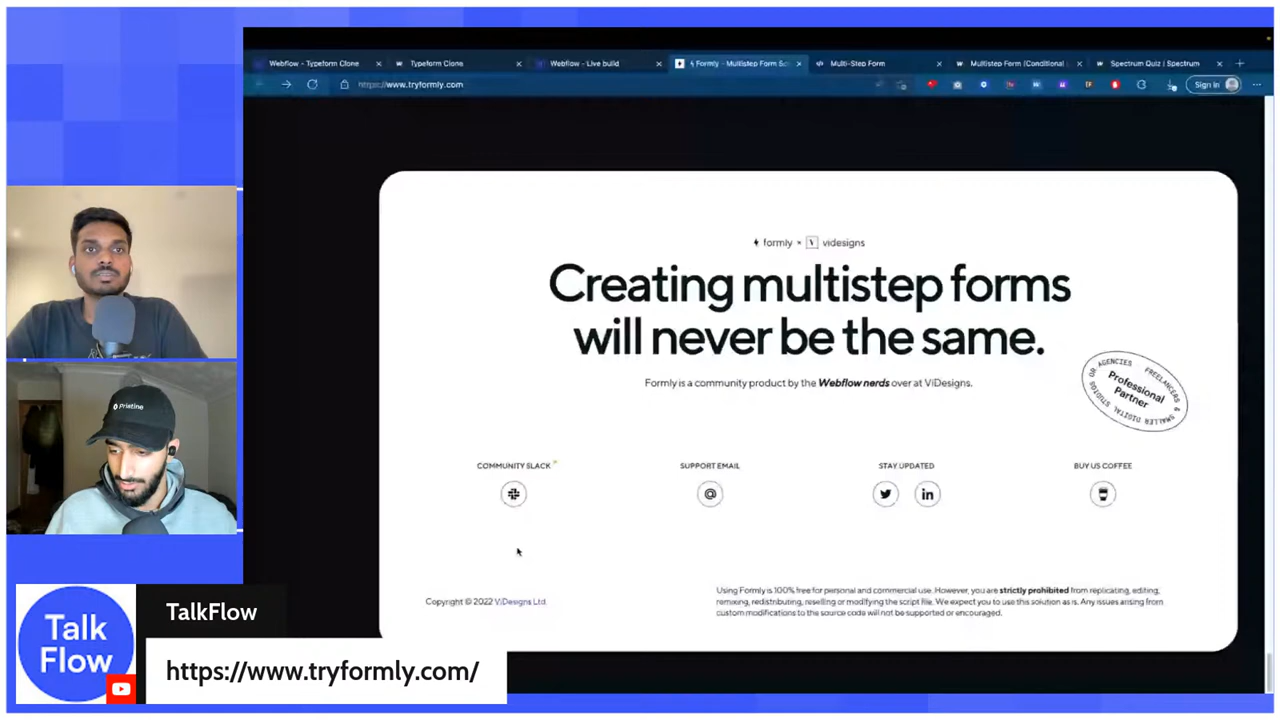 Webflow - Typeform Clone
Typeform Clone
Webflow - Live build
Formly - Multistep Form
Multi-Step Form
Multistep Form (Conditional
Spectrum Quiz | Spectrum
https://www.tryformly.com
Sign in
formly × V videsigns
Creating multistep forms
will never be the same.
Formly is a community product by the Webflow nerds over at ViDesigns.
FREELANCERS & SMALLER DIGITAL STUDIOS OR AGENCIES
Professional
Partner
COMMUNITY SLACK
SUPPORT EMAIL
STAY UPDATED
BUY US COFFEE
Copyright © 2022 ViDesigns Ltd
Using Formly is 100% free for personal and commercial use. However, you are strictly prohibited from replicating, editing,
remixing, redistributing, reselling or modifying the script file. We expect you to use this solution as is. Any issues arising from
custom modifications to the source code will not be supported or encouraged.
Pristine
Talk
Flow
TalkFlow
https://www.tryformly.com/